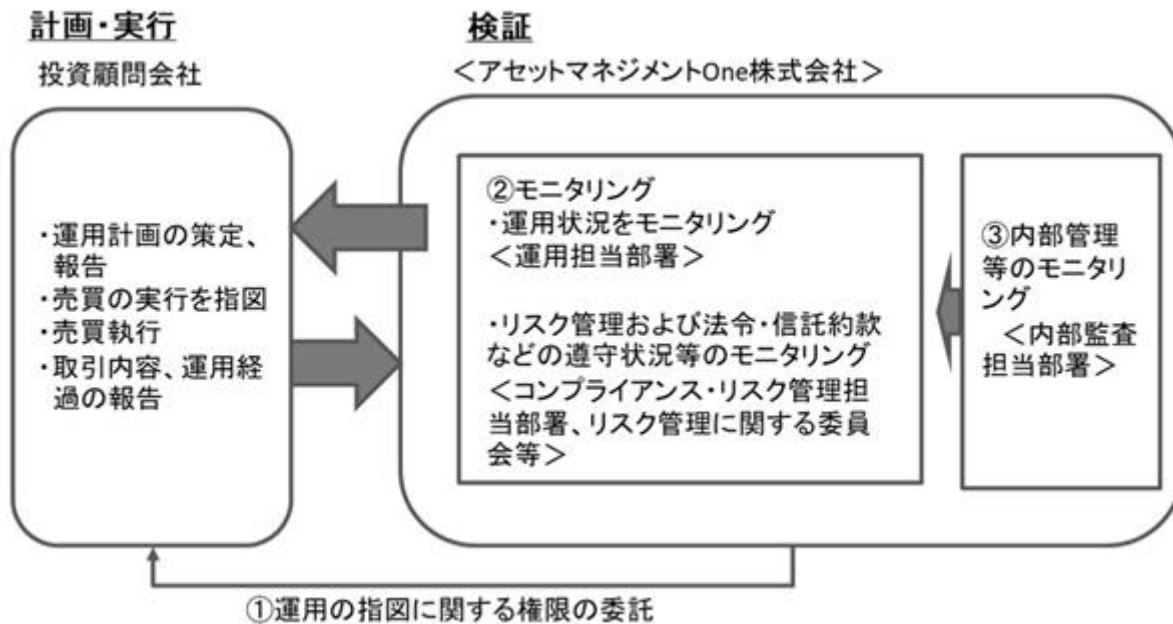 計画・実行
投資顧問会社
・運用計画の策定、
報告
・売買の実行を指図
・売買執行
・取引内容、運用経
過の報告
検証
＜アセットマネジメントOne株式会社＞
②モニタリング
・運用状況をモニタリング
＜運用担当部署＞
・リスク管理および法令・信託約款
などの遵守状況等のモニタリング
＜コンプライアンス・リスク管理担
当部署、リスク管理に関する委員
会等＞
③内部管理
等のモニタリ
ング
＜内部監査
担当部署＞
①運用の指図に関する権限の委託